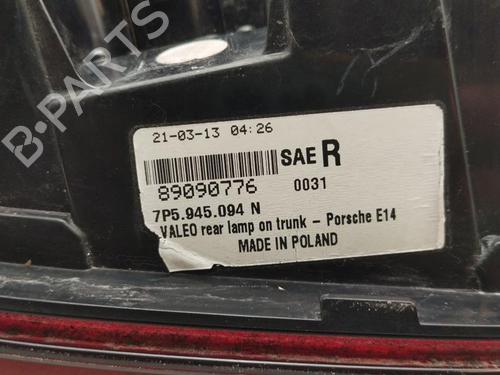 B-PARTS
21-03-13 04:26
SAE R
89090776
0031
7P5.945.094 N
VALEO rear lamp on trunk - Porsche E14
MADE IN POLAND